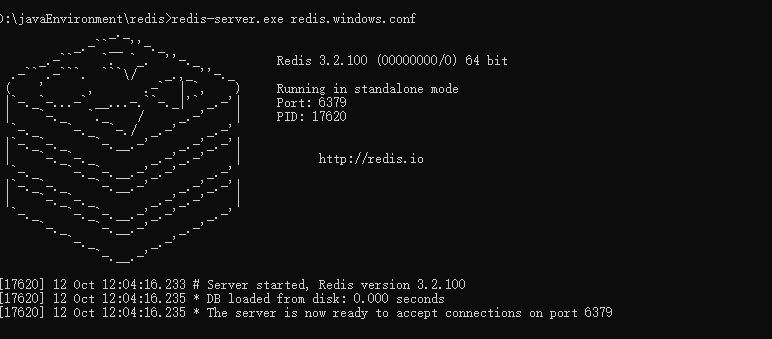 D:\javaEnvironment\redis>redis-server.exe redis.windows.conf
Redis 3.2.100 (00000000/0) 64 bit
Running in standalone mode
Port: 6379
PID: 17620
http://redis.io
[17620] 12 Oct 12:04:16.233 # Server started, Redis version 3.2.100
[17620] 12 Oct 12:04:16.235 * DB loaded from disk: 0.000 seconds
[17620] 12 Oct 12:04:16.235 * The server is now ready to accept connections on port 6379